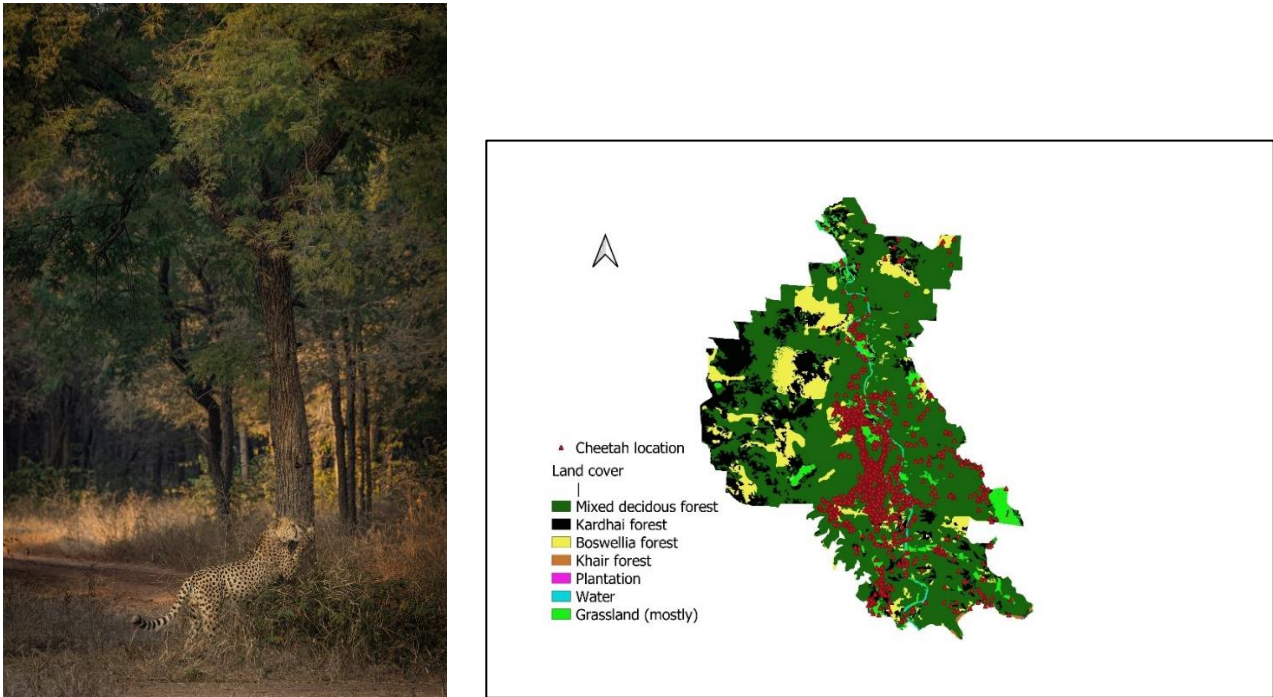 Cheetah location
Land cover
Mixed decidous forest
Kardhai forest
Boswellia forest
Khair forest
Plantation
Water
Grassland (mostly)